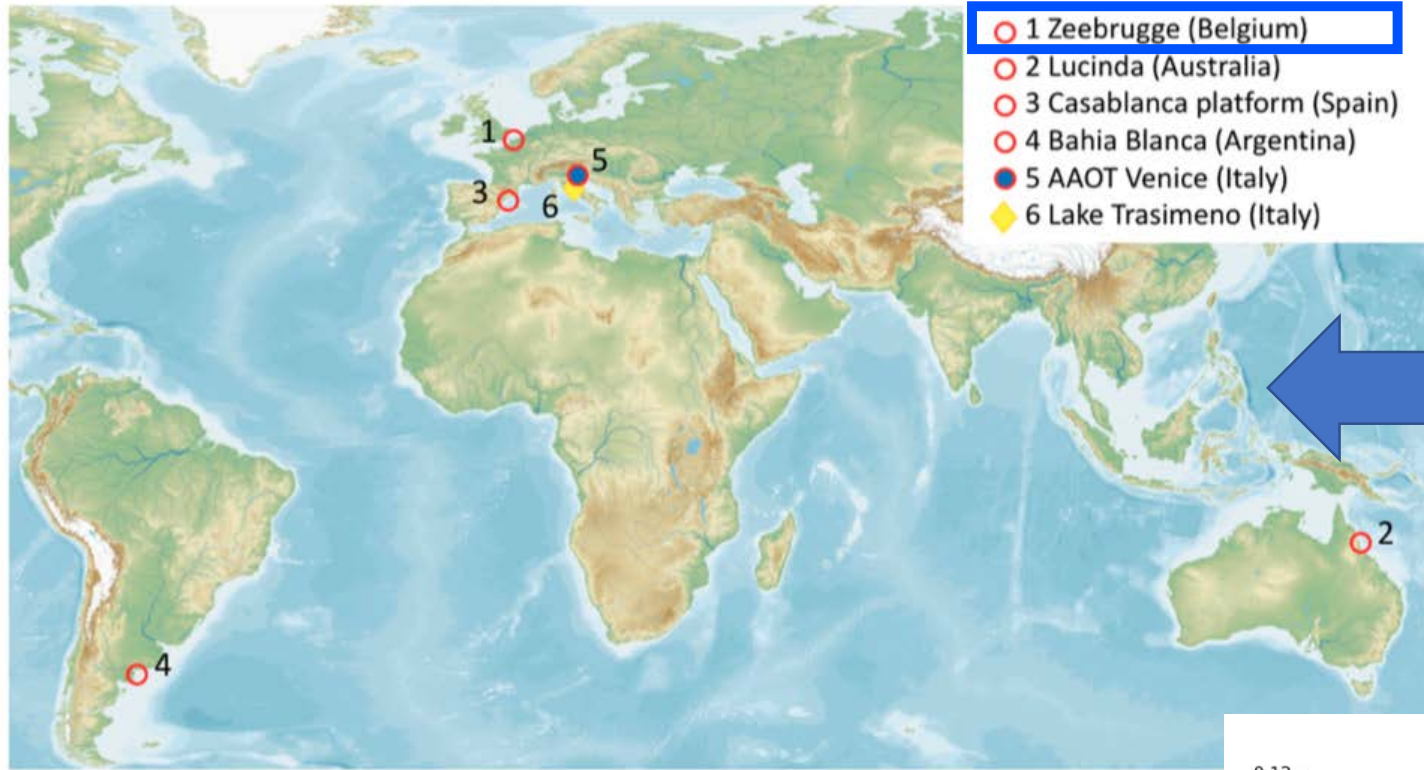 1 Zeebrugge (Belgium)
2 Lucinda (Australia)
3 Casablanca platform (Spain)
4 Bahia Blanca (Argentina)
5 AAOT Venice (Italy)
6 Lake Trasimeno (Italy)
1
5
3
6
2
4